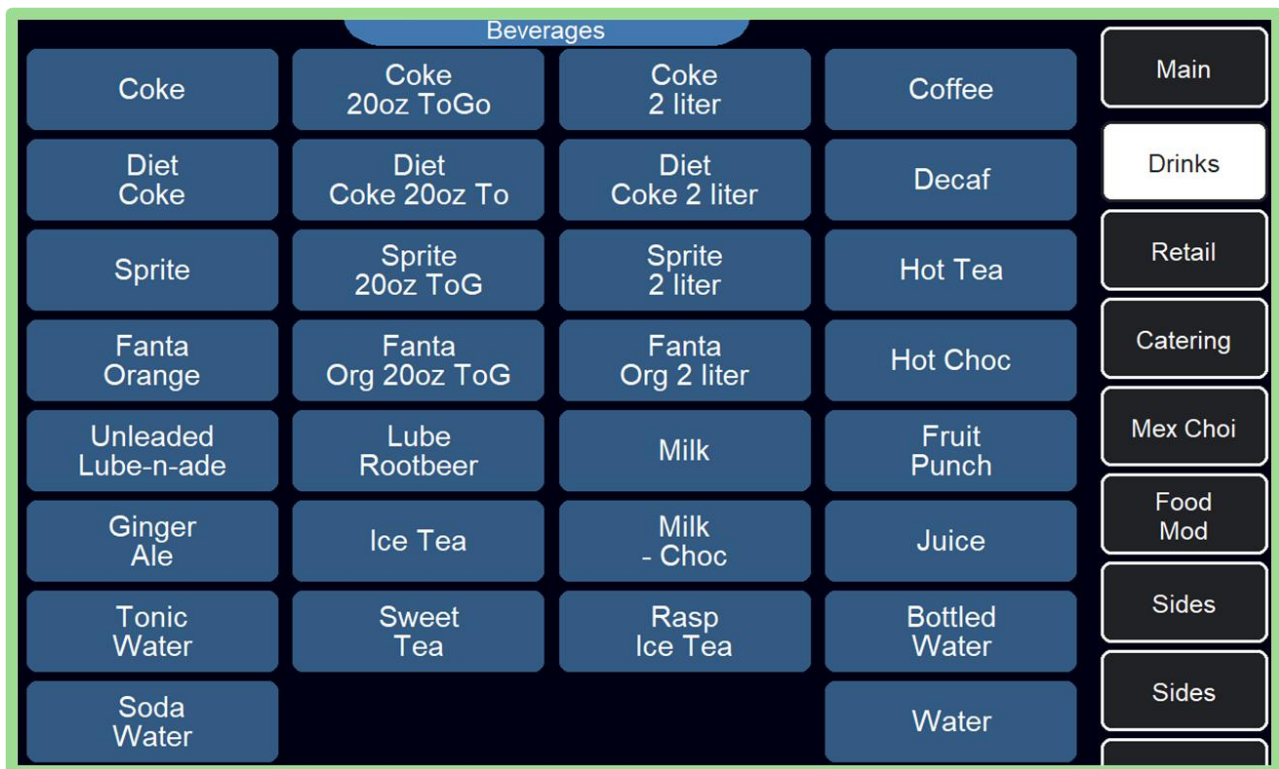 Beverages
Coke
Coke
20oz ToGo
Coke
2 liter
Coffee
Diet
Coke
Diet
Coke 20oz To
Diet
Coke 2 liter
Decaf
Sprite
Sprite
20oz ToG
Sprite
2 liter
Hot Tea
Fanta
Orange
Fanta
Org 20oz ToG
Fanta
Org 2 liter
Hot Choc
Unleaded
Lube-n-ade
Lube
Rootbeer
Milk
Fruit
Punch
Ginger
Ale
Ice Tea
Milk
- Choc
Juice
Tonic
Water
Sweet
Tea
Rasp
Ice Tea
Bottled
Water
Soda
Water
Water
Main
Drinks
Retail
Catering
Mex Choi
Food
Mod
Sides
Sides